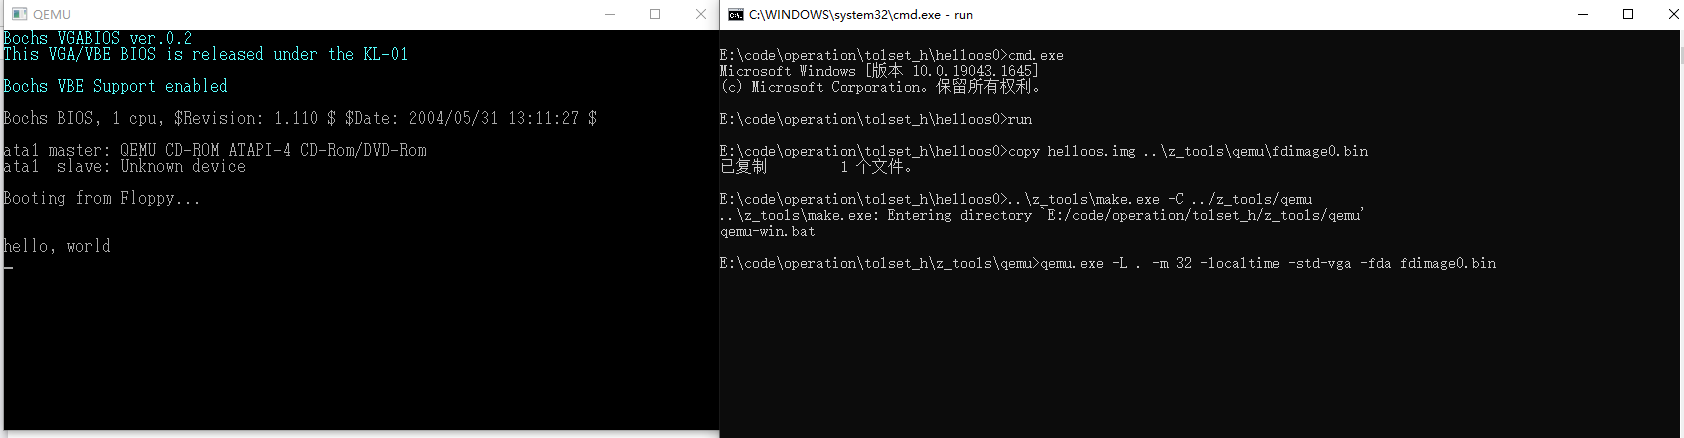 QEMU
Bochs VGABIOS ver.0.2
This VGA/VBE BIOS is released under the KL-01
Bochs VBE Support enabled
Bochs BIOS, 1 cpu, $Revision: 1.110 $ $Date: 2004/05/31 13:11:27 $
ata1 master: QEMU CD-ROM ATAPI-4 CD-Rom/DVD-Rom
ata1  slave: Unknown device
Booting from Floppy...
hello, world
C:\WINDOWS\system32\cmd.exe - run
E:\code\operation\tolset_h\helloos0>cmd.exe
Microsoft Windows [版本 10.0.19043.1645]
(c) Microsoft Corporation。保留所有权利。
E:\code\operation\tolset_h\helloos0>run
E:\code\operation\tolset_h\helloos0>copy helloos.img ..\z_tools\qemu\fdimage0.bin
已复制         1 个文件。
E:\code\operation\tolset_h\helloos0>..\z_tools\make.exe -C ../z_tools/qemu
..\z_tools\make.exe: Entering directory `E:/code/operation/tolset_h/z_tools/qemu'
qemu-win.bat
E:\code\operation\tolset_h\z_tools\qemu>qemu.exe -L . -m 32 -localtime -std-vga -fda fdimage0.bin